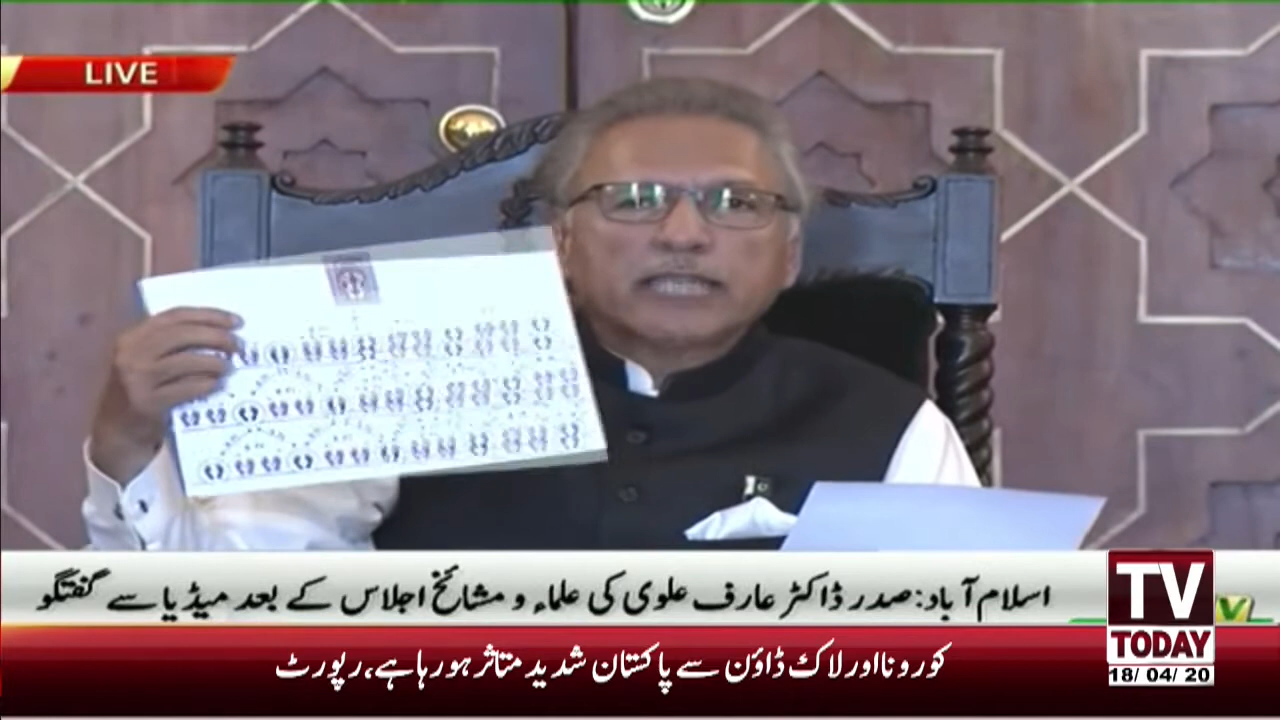 LIVE
اسلام آباد: صدر ڈاکٹر عارف علوی کی علماء و مشائخ اجلاس کے بعد میڈیا سے گفتگو
کورونا اور لاک ڈاؤن سے پاکستان شدید متاثر ہو رہا ہے، رپورٹ
TV
TODAY
18/ 04/ 20